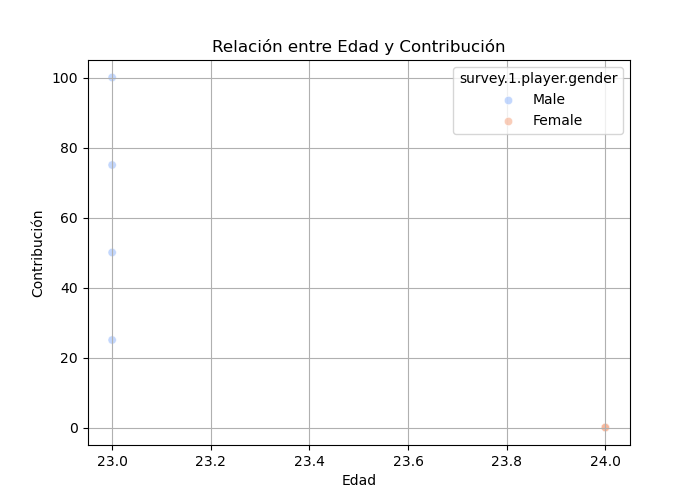 Relación entre Edad y Contribución
survey.1.player.gender
Male
Female
100
80
60
40
20
0
Contribución
23.0 23.2 23.4 23.6 23.8 24.0
Edad